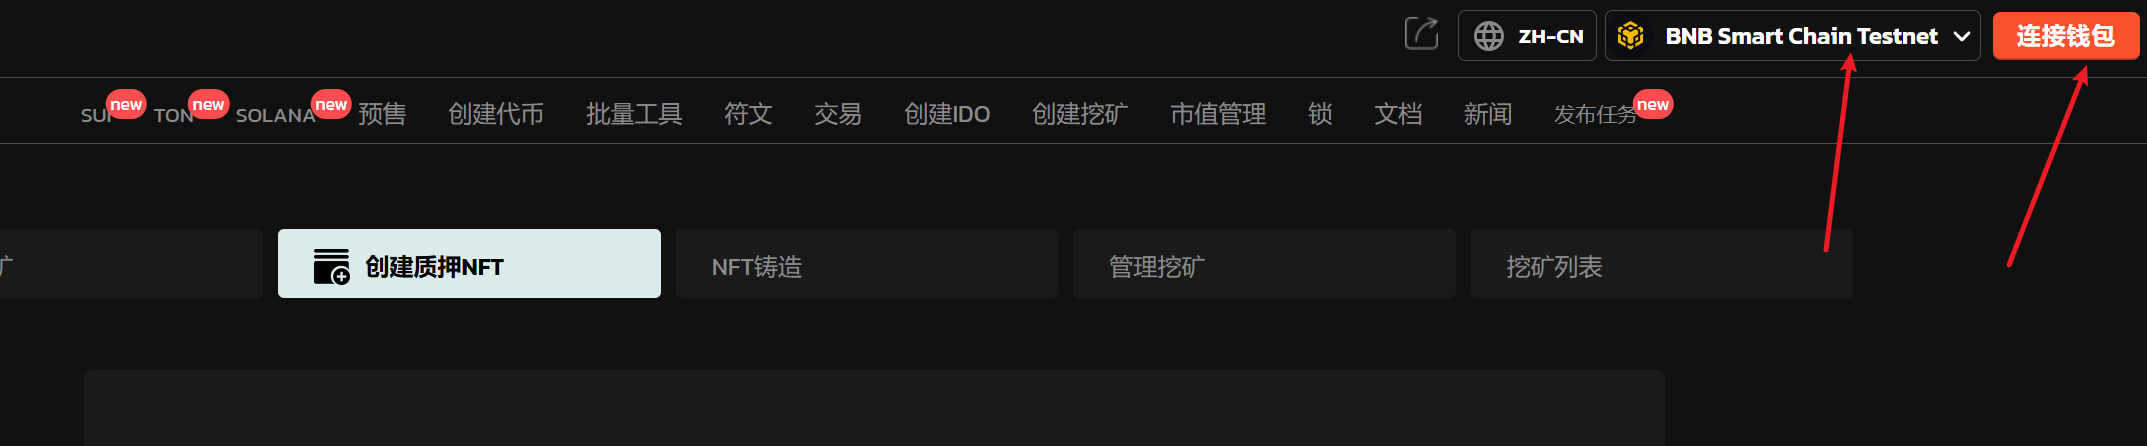 ZH-CN BNB Smart Chain Testnet 连接钱包
new new new new
TON SOLANA 预售 创建代币 批量工具 符文 交易 创建IDO 创建挖矿 市值管理 锁 文档 新闻 发布任务
创建质押NFT NFT铸造 管理挖矿 挖矿列表